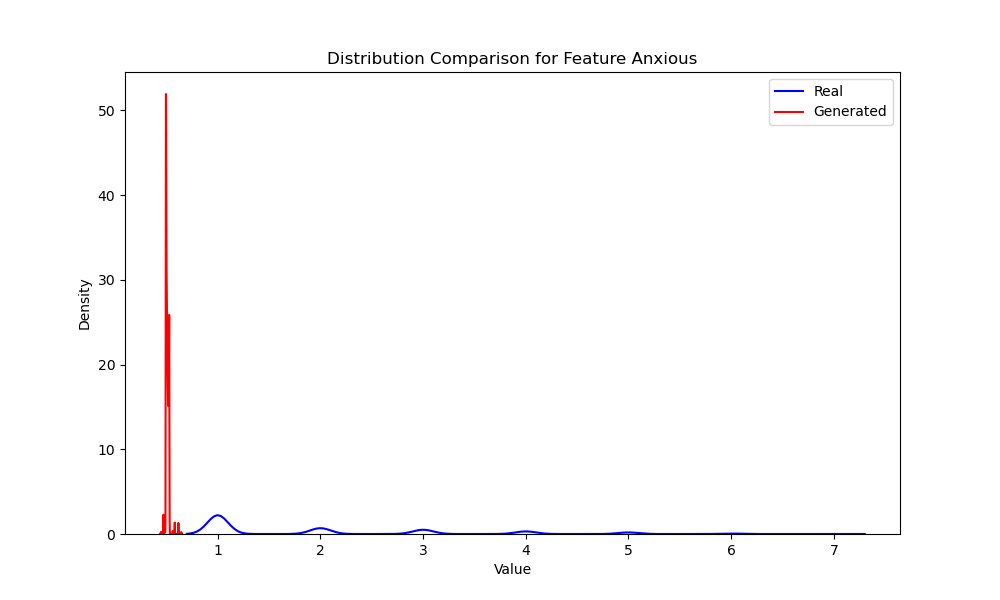 Distribution Comparison for Feature Anxious
Real
Generated
50
40
30
20
10
0
Density
1 2 3 4 5 6 7
Value